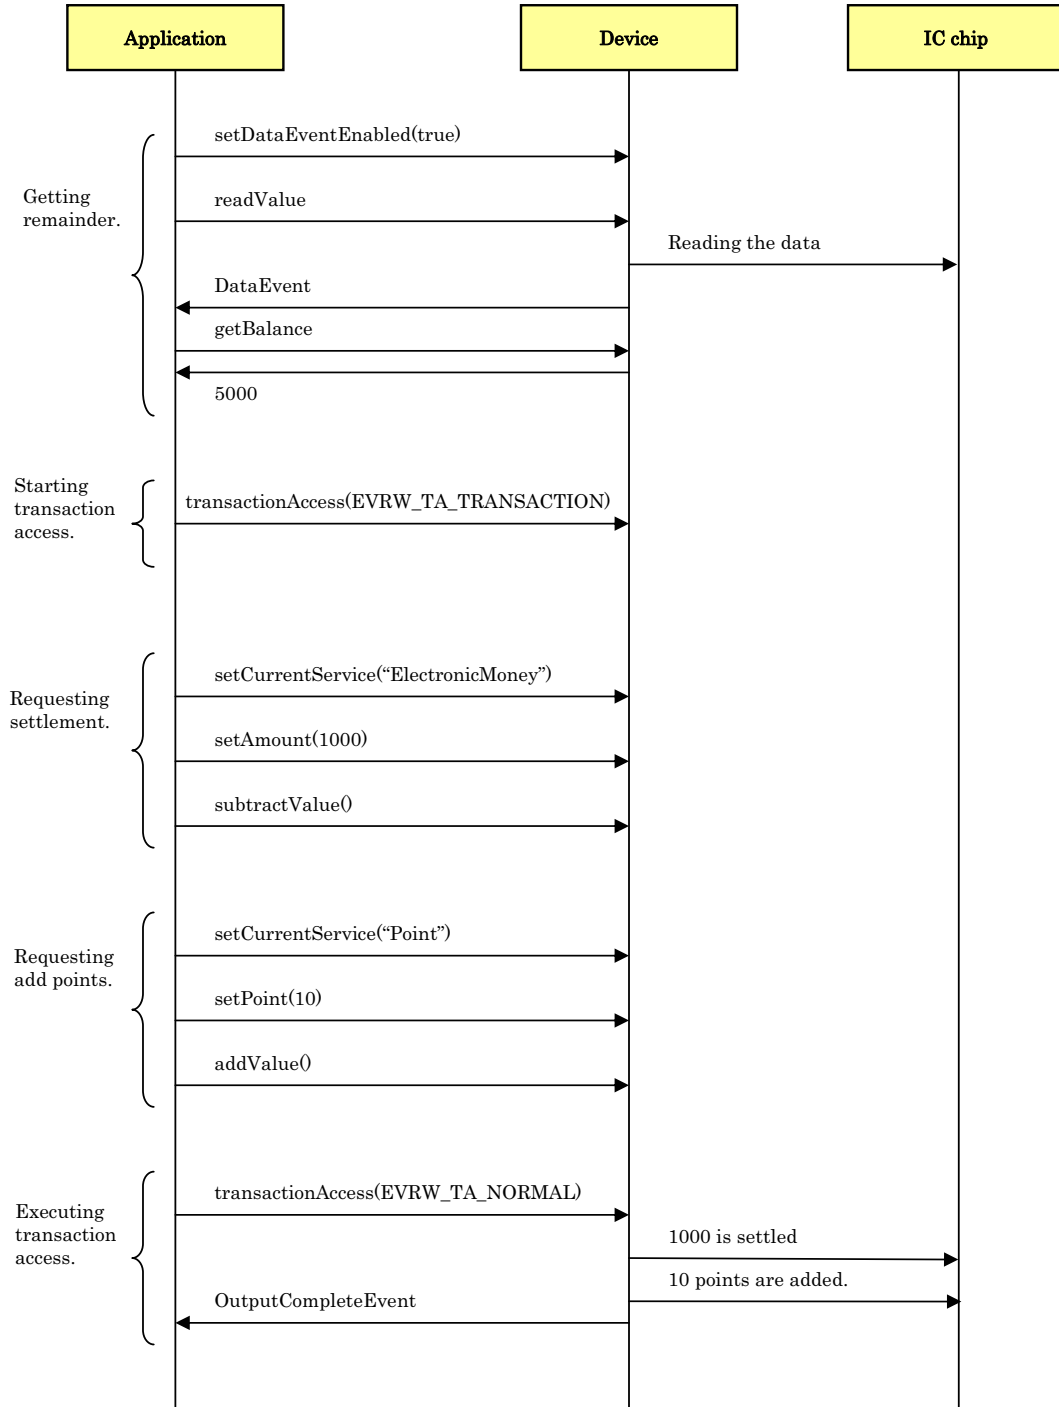 Application
Device
IC chip
setDataEventEnabled(true)
Getting
remainder.
readValue
Reading the data
DataEvent
getBalance
5000
Starting
transaction
access.
transactionAccess(EVRW_TA_TRANSACTION)
Requesting
settlement.
setCurrentService(“ElectronicMoney”)
setAmount(1000)
subtractValue()
Requesting
add points.
setCurrentService(“Point”)
setPoint(10)
addValue()
Executing
transaction
access.
transactionAccess(EVRW_TA_NORMAL)
1000 is settled
10 points are added.
OutputCompleteEvent